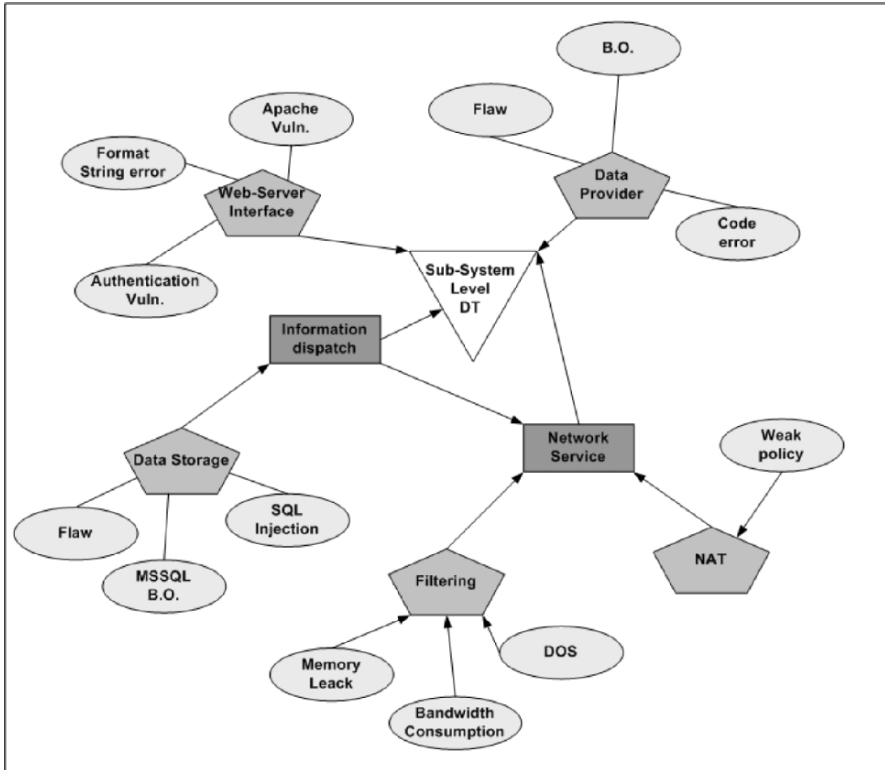 B.O.
Flaw
Apache
Vuln.
Format
String error
Web-Server
Interface
Data
Provider
Code
error
Authentication
Vuln.
Sub-System
Level
DT
Information
dispatch
Network
Service
Weak
policy
Data Storage
SQL
Injection
Flaw
MSSQL
B.O.
Filtering
NAT
DOS
Memory
Leack
Bandwidth
Consumption